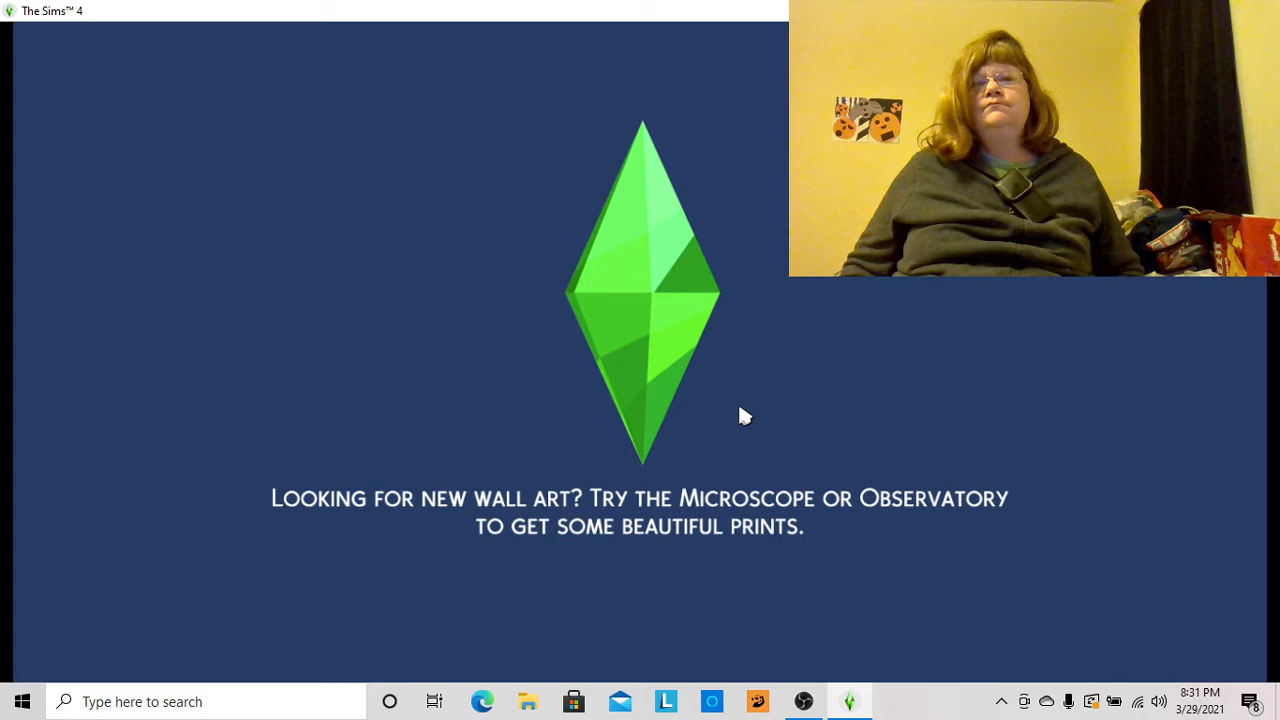 The Sims™ 4
Looking for new wall art? Try the Microscope or Observatory
to get some beautiful prints.
Type here to search
L
8:31 PM
3/29/2021
8